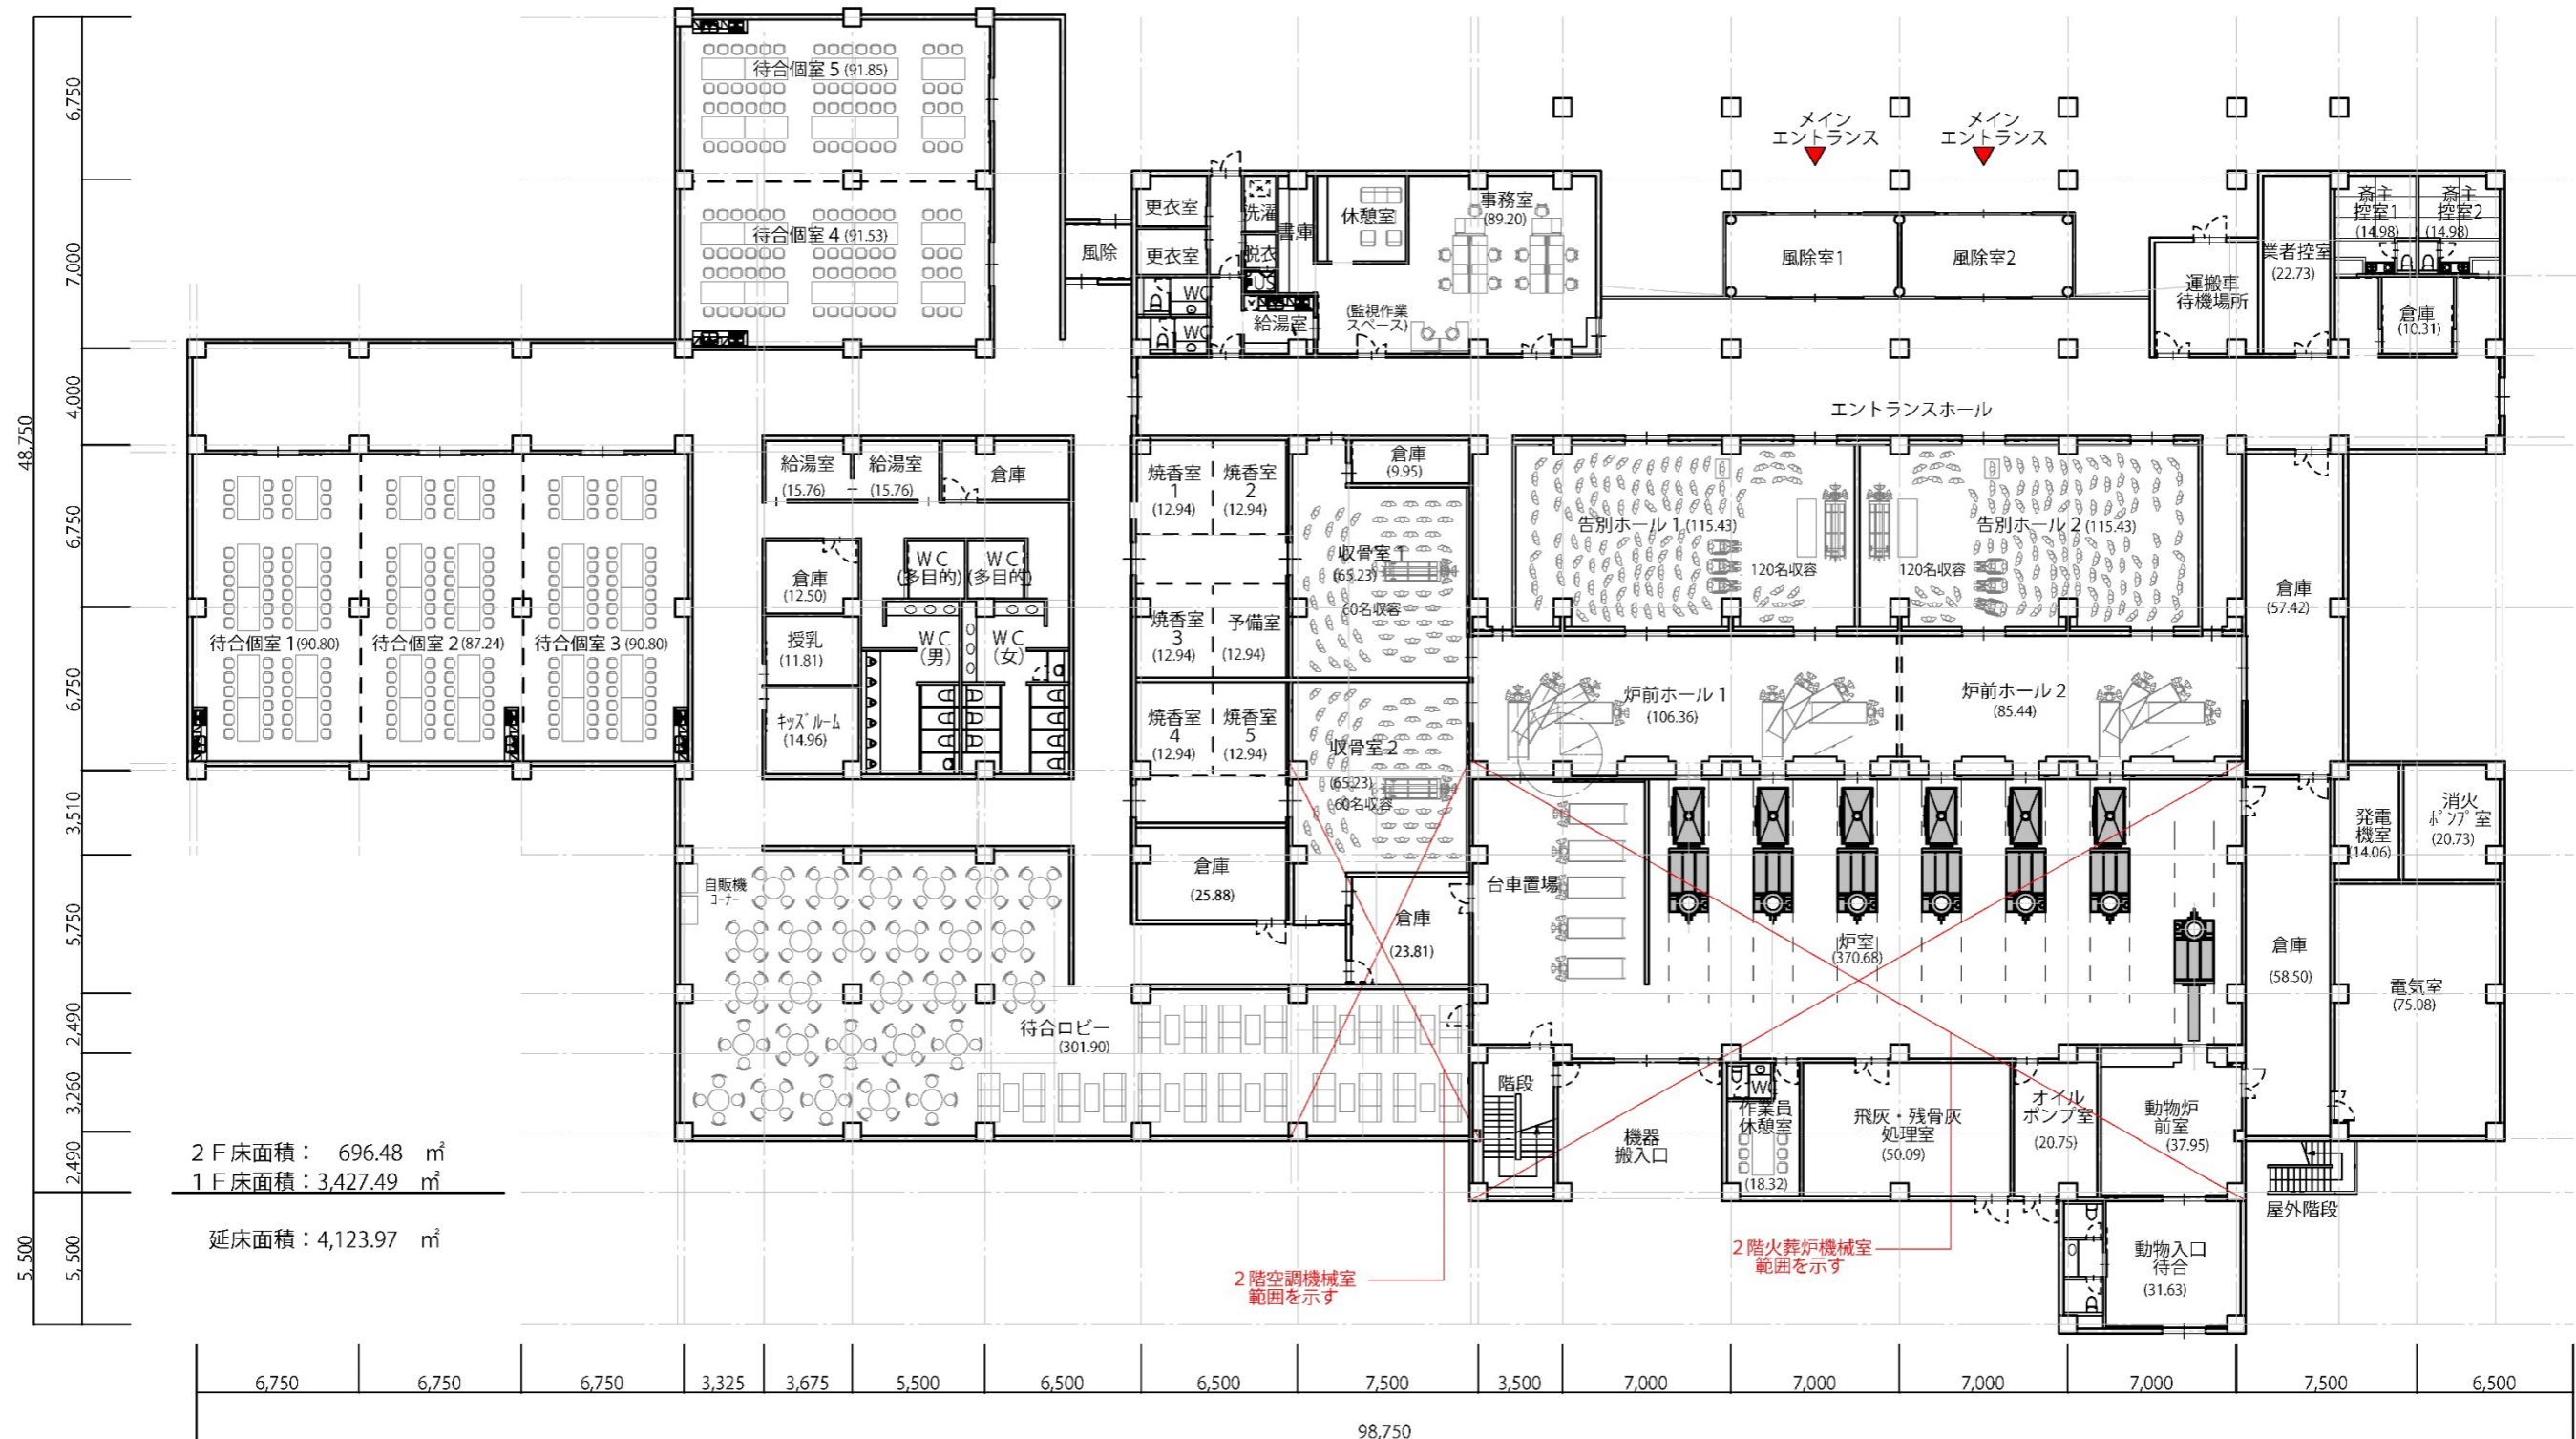 待合個室５(91.85)
待合個室４(91.53)
メイン
エントランス
メイン
エントランス
更衣室
更衣室
洗濯
脱衣
US
書庫
休憩室
事務室
(89.20)
(監視作業
スペース)
給湯室
WC
WC
風除
風除室1
風除室2
運搬車
待機場所
業者控室
(22.73)
斎主
控室1
(14.98)
斎主
控室2
(14.98)
倉庫
(10.31)
エントランスホール
給湯室
(15.76)
給湯室
(15.76)
倉庫
倉庫
(12.50)
ＷＣ
(多目的)
ＷＣ
(多目的)
授乳
(11.81)
ＷＣ
(男)
ＷＣ
(女)
キッズルーム
(14.96)
待合個室１(90.80)
待合個室２(87.24)
待合個室３(90.80)
焼香室
1
(12.94)
焼香室
2
(12.94)
焼香室
3
(12.94)
予備室
(12.94)
焼香室
4
(12.94)
焼香室
5
(12.94)
倉庫
(9.95)
収骨室１
(65.23)
60名収容
収骨室２
(65.23)
60名収容
告別ホール１(115.43)
120名収容
告別ホール２(115.43)
120名収容
倉庫
(57.42)
炉前ホール１
(106.36)
炉前ホール２
(85.44)
発電
機室
(14.06)
消火
ポンプ室
(20.73)
自販機
コーナー
倉庫
(25.88)
倉庫
(23.81)
台車置場
炉室
(370.68)
倉庫
(58.50)
電気室
(75.08)
待合ロビー
(301.90)
階段
機器
搬入口
WC
作業員
休憩室
(18.32)
飛灰・残骨灰
処理室
(50.09)
オイル
ポンプ室
(20.75)
動物炉
前室
(37.95)
屋外階段
動物入口
待合
(31.63)
２階空調機械室
範囲を示す
２階火葬炉機械室
範囲を示す
２Ｆ床面積： 696.48 ㎡
１Ｆ床面積：3,427.49 ㎡
延床面積：4,123.97 ㎡
48,750
5,500
6,750
7,000
4,000
6,750
6,750
3,510
5,750
2,490
3,260
2,490
5,500
6,750 6,750 6,750 3,325 3,675 5,500 6,500 6,500 7,500 3,500 7,000 7,000 7,000 7,000 7,500 6,500
98,750